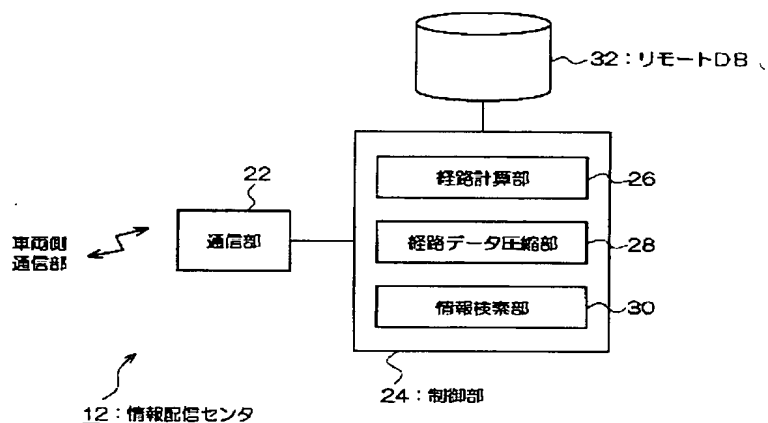 32：リモートDB
22
経路計算部
26
車両側
通信部
通信部
経路データ圧縮部
28
情報検索部
30
24：制御部
12：情報配信センタ